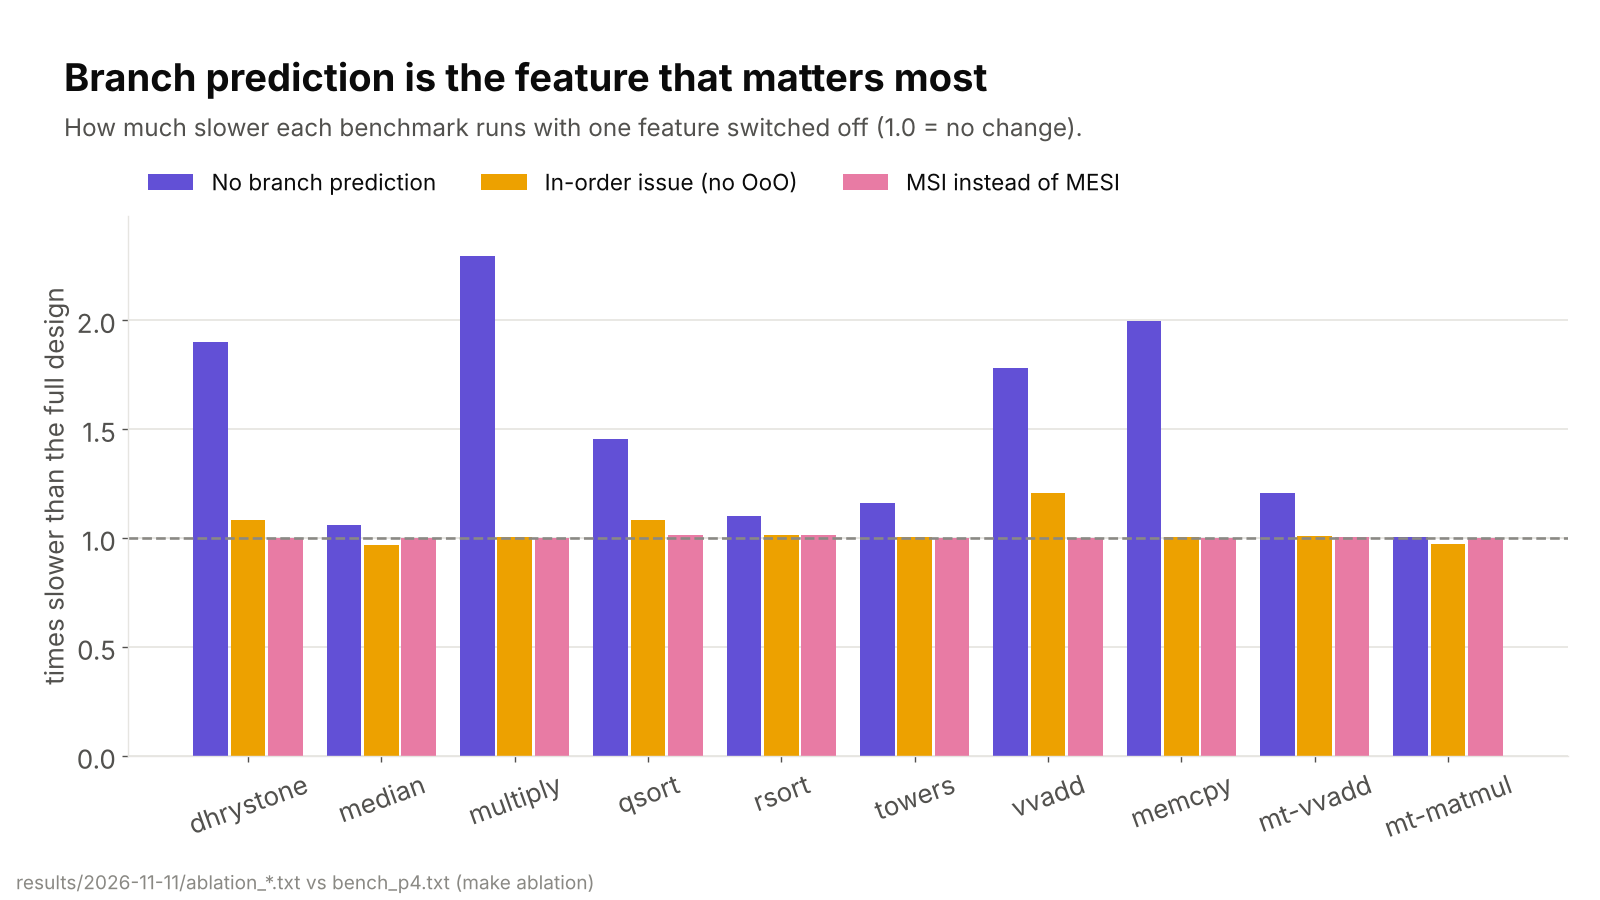 Branch prediction is the feature that matters most
How much slower each benchmark runs with one feature switched off (1.0 = no change).
No branch prediction
In-order issue (no OoO)
MSI instead of MESI
times slower than the full design
2.0
1.5
1.0
0.5
0.0
dhrystone
median
multiply
qsort
rsort
towers
vvadd
memcpy
mt-vvadd
mt-matmul
results/2026-11-11/ablation_*.txt vs bench_p4.txt (make ablation)